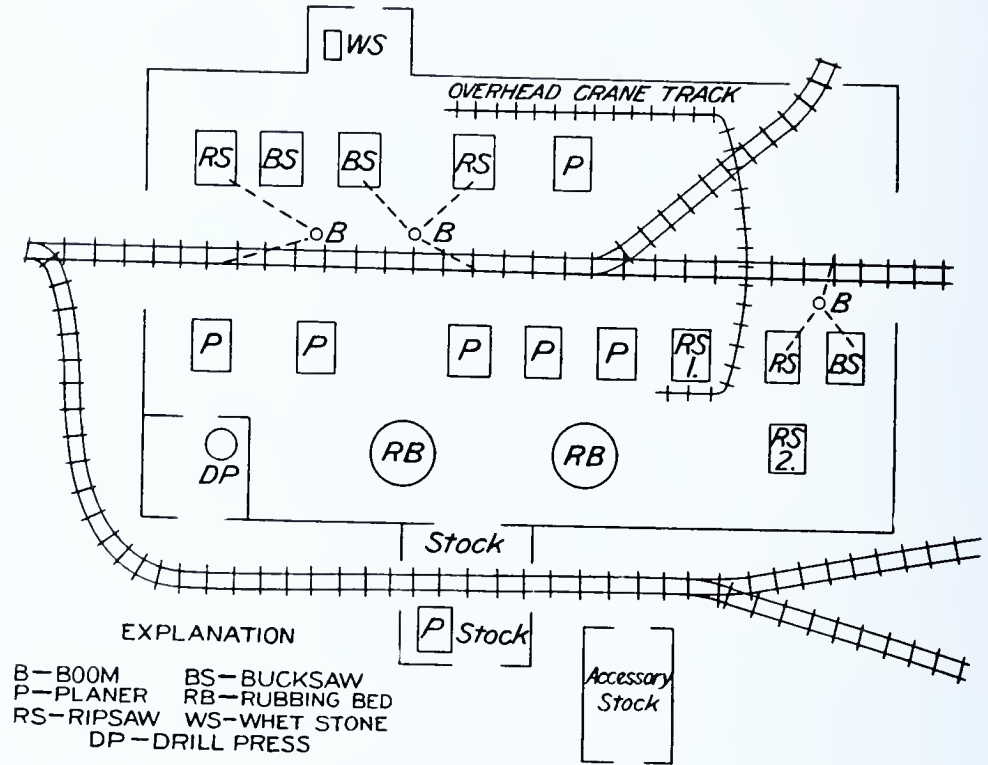 WS
OVERHEAD CRANE TRACK
RS BS BS RS P
B B
B
P P P P P RS 1. RS BS
DP RB RB RS 2.
Stock
P Stock
Accessory
Stock
EXPLANATION
B—BOOM BS—BUCKSAW
P—PLANER RB—RUBBING BED
RS—RIPSAW WS—WHET STONE
DP—DRILL PRESS